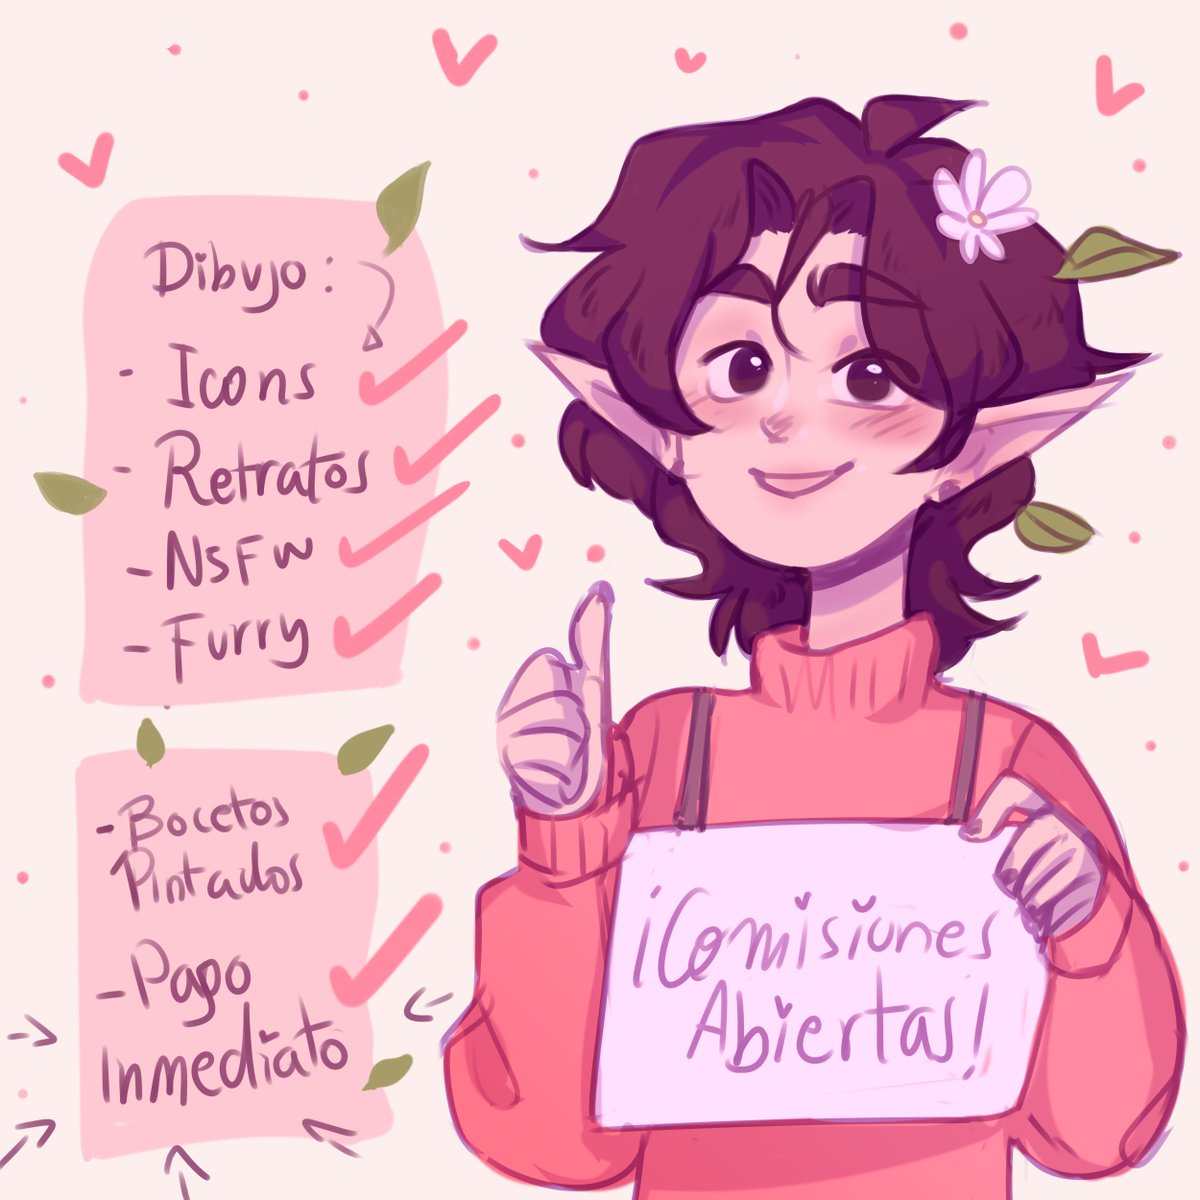 Dibujo:
- Icons
- Retratos
- NSFW
- Furry
- Bocetos
Pintados
- Pago
Inmediato
¡Comisiones
Abiertas!